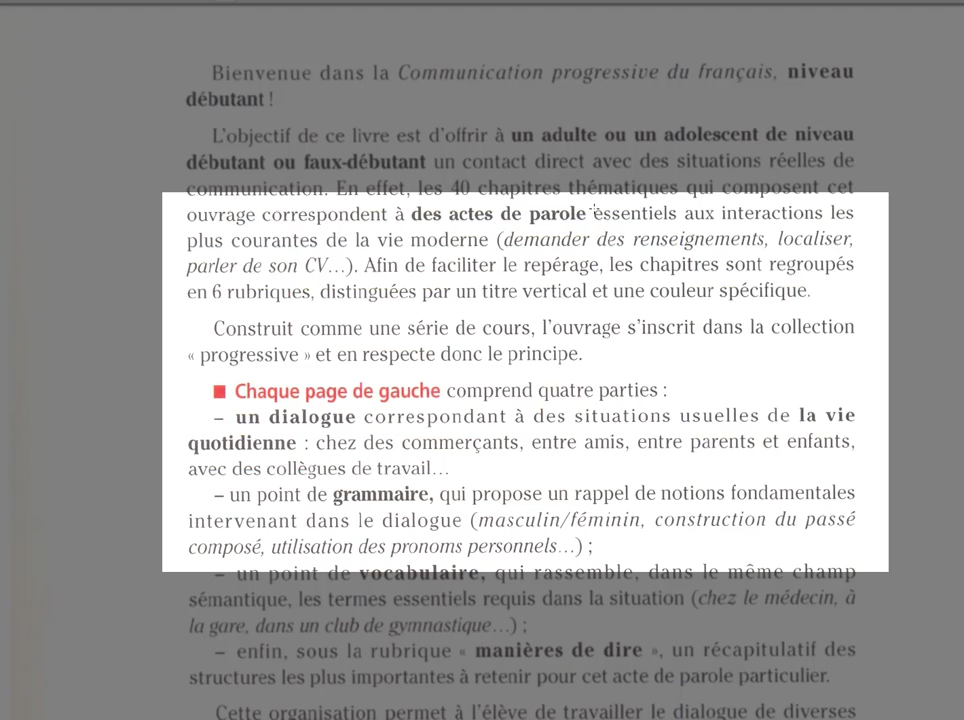 Bienvenue dans la Communication progressive du français, niveau
débutant !
L'objectif de ce livre est d'offrir à un adulte ou un adolescent de niveau
débutant ou faux-débutant un contact direct avec des situations réelles de
communication. En effet, les 40 chapitres thématiques qui composent cet
ouvrage correspondent à des actes de parole essentiels aux interactions les
plus courantes de la vie moderne (demander des renseignements, localiser,
parler de son CV...). Afin de faciliter le repérage, les chapitres sont regroupés
en 6 rubriques, distinguées par un titre vertical et une couleur spécifique.
Construit comme une série de cours, l'ouvrage s'inscrit dans la collection
« progressive » et en respecte donc le principe.
■ Chaque page de gauche comprend quatre parties :
– un dialogue correspondant à des situations usuelles de la vie
quotidienne : chez des commerçants, entre amis, entre parents et enfants,
avec des collègues de travail...
– un point de grammaire, qui propose un rappel de notions fondamentales
intervenant dans le dialogue (masculin/féminin, construction du passé
composé, utilisation des pronoms personnels...) ;
– un point de vocabulaire, qui rassemble, dans le même champ
sémantique, les termes essentiels requis dans la situation (chez le médecin, à
la gare, dans un club de gymnastique...) ;
– enfin, sous la rubrique « manières de dire », un récapitulatif des
structures les plus importantes à retenir pour cet acte de parole particulier.
Cette organisation permet à l'élève de travailler le dialogue de diverses